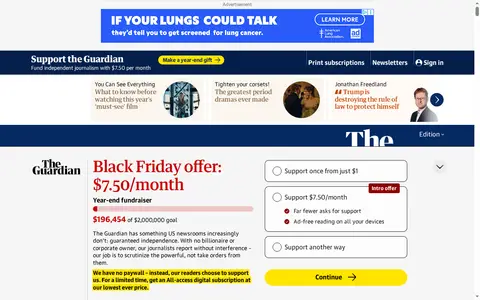 Advertisement
IF YOUR LUNGS COULD TALK
they'd tell you to get screened for lung cancer.
American
Lung
Association.
ad
Support the Guardian
Fund independent journalism with $7.50 per month
Make a year-end gift
Print subscriptions
Newsletters
Sign in
You Can See Everything
What to know before
watching this year's
'must-see' film
Tighten your corsets!
The greatest period
dramas ever made
Jonathan Freedland
Trump is
destroying the rule
of law to protect himself
The
Edition
The
Guardian
Black Friday offer:
$7.50/month
Year-end fundraiser
$196,454 of $2,000,000 goal
The Guardian has something US newsrooms increasingly
don't: guaranteed independence. With no billionaire or
corporate owner, our journalists report without interference –
our job is to scrutinize the powerful, not take orders from
them.
We have no paywall – instead, our readers choose to support
us. For a limited time, get an All-access digital subscription at
our lowest ever price.
Support once from just $1
Intro offer
Support $7.50/month
Far fewer asks for support
Ad-free reading on all your devices
Support another way
Continue